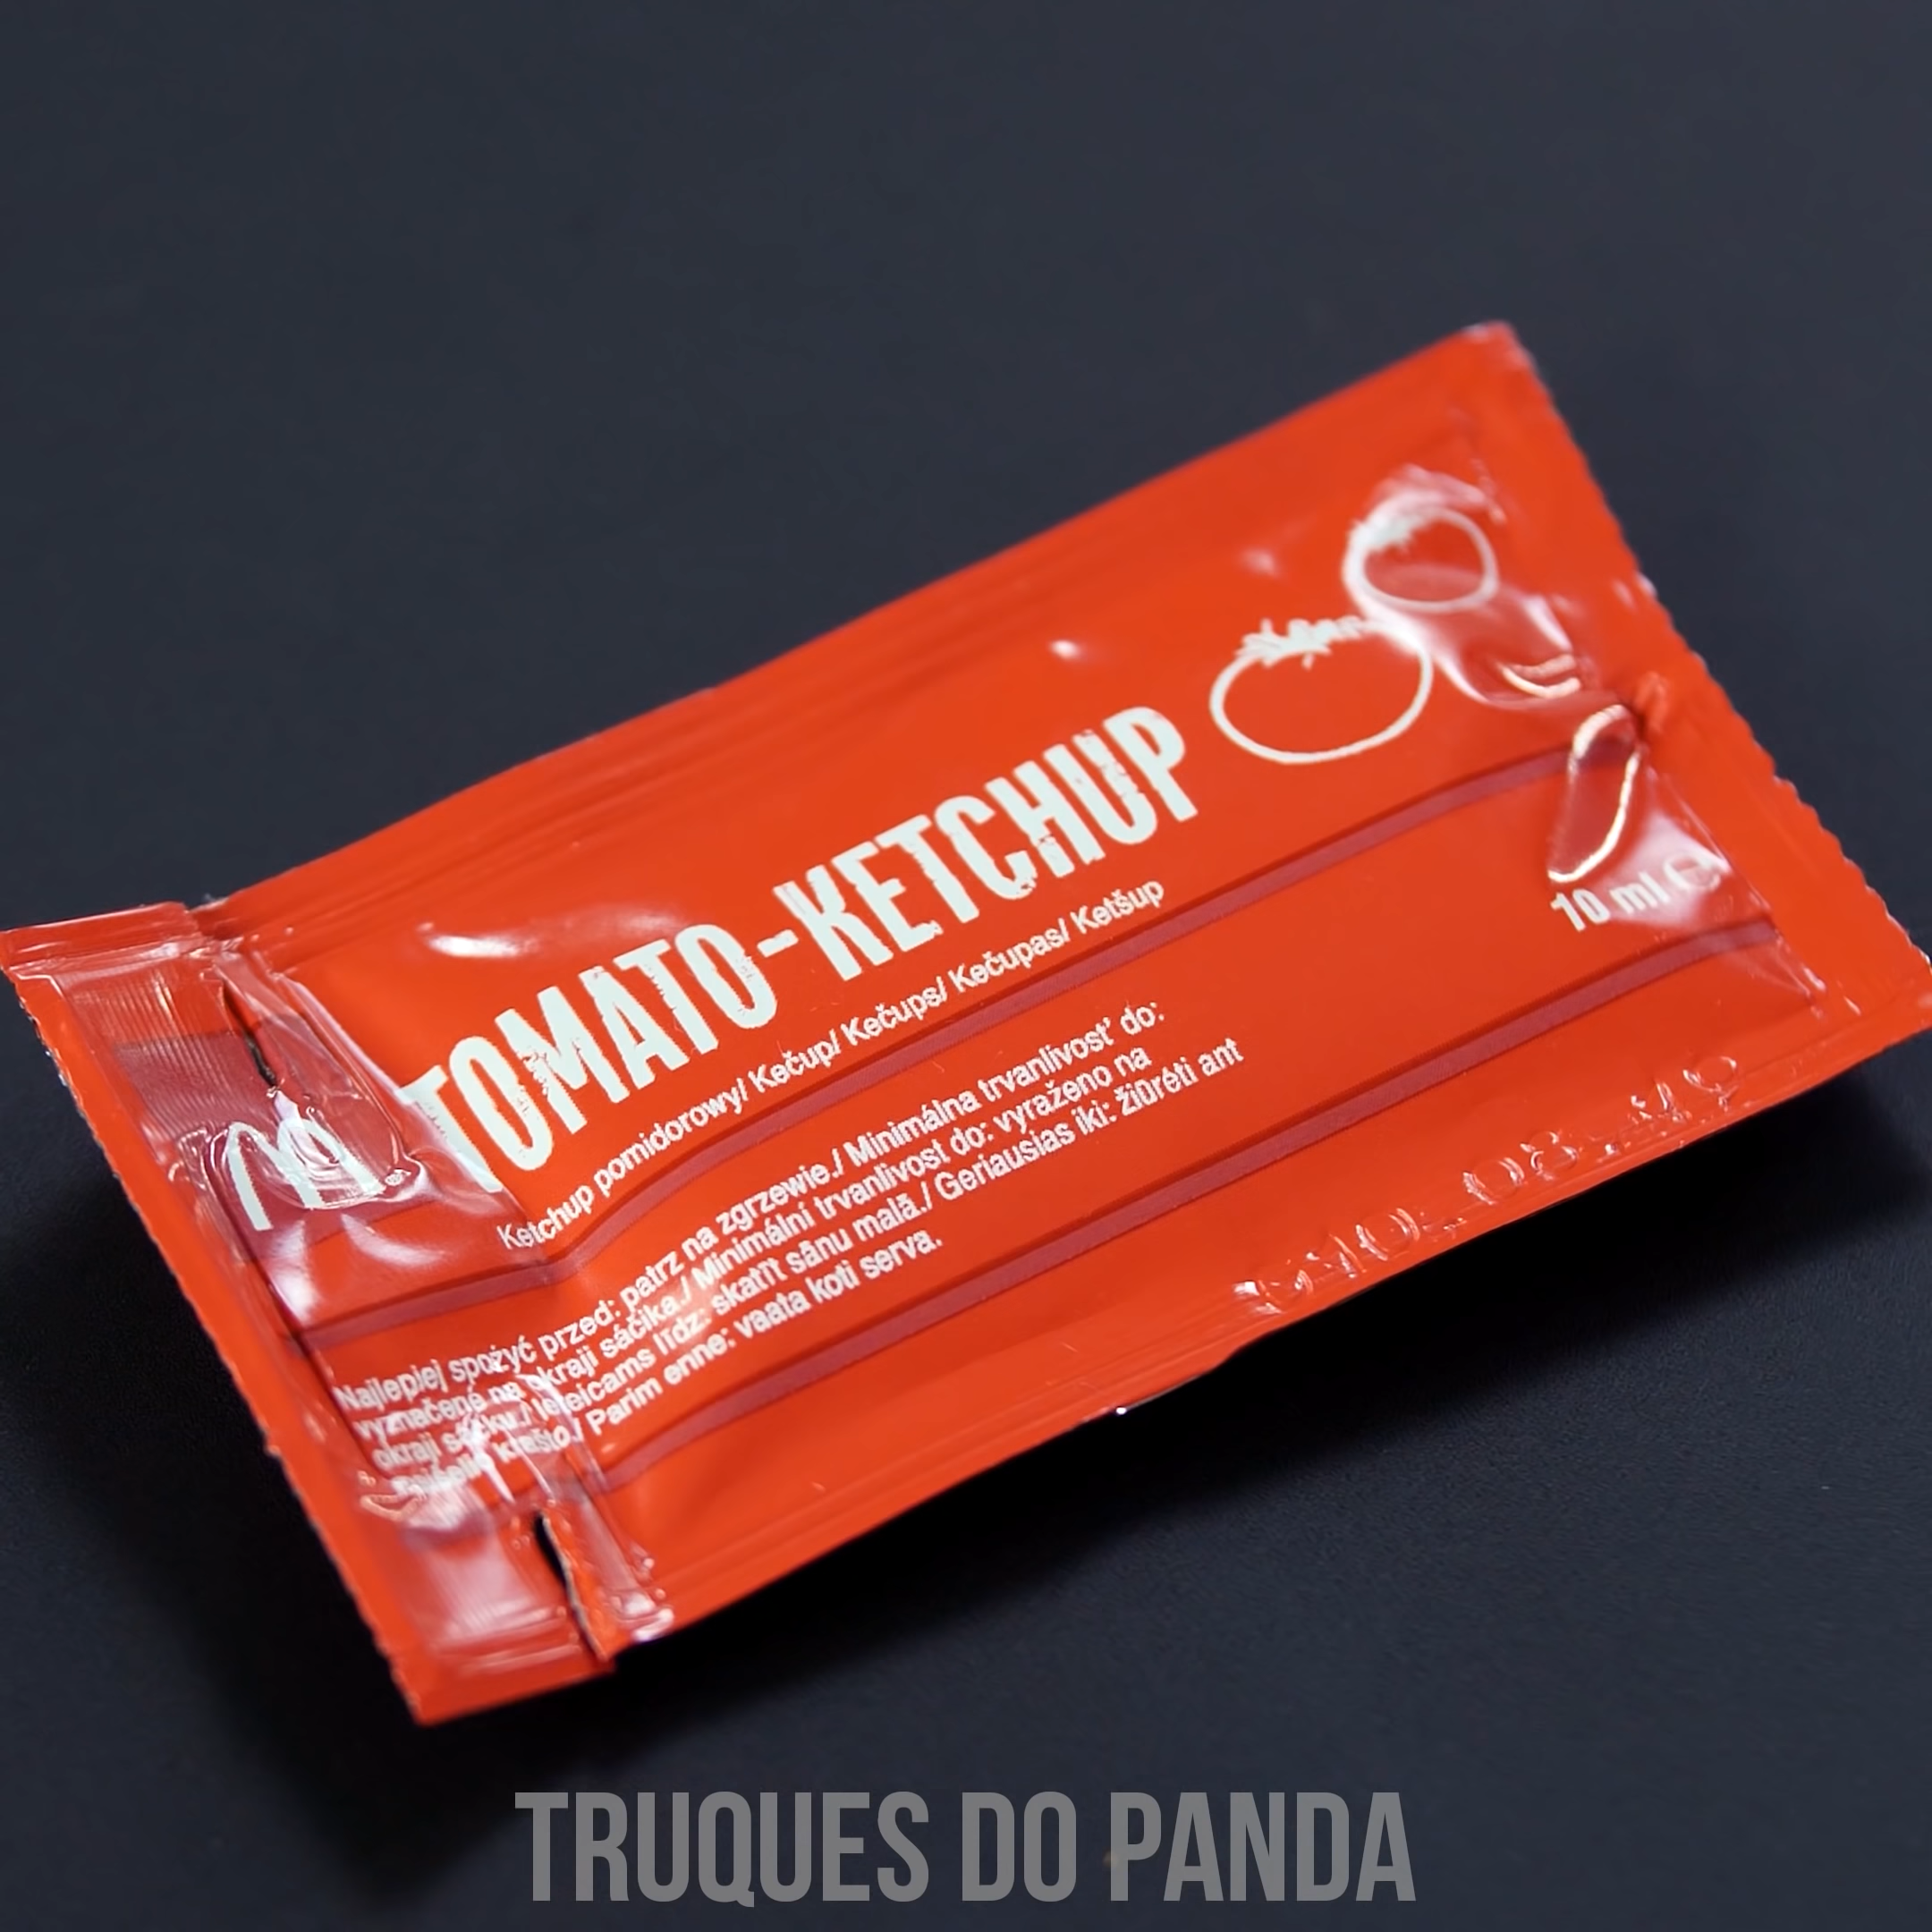 TOMATO-KETCHUP
Ketchup pomidorowy/ Kečup/ Kečups/ Kečupas/ Ketšup
10 ml ℮
Najlepiej spożyć przed: patrz na zgrzewie./ Minimálna trvanlivosť do:
vyznačené na okraji sáčika./ Minimální trvanlivost do: vyraženo na
okraji sáčku./ Ieteicams līdz: skatīt sānu malā./ Geriausias iki: žiūrėti ant
krašto./ Parim enne: vaata koti serva.
TRUQUES DO PANDA